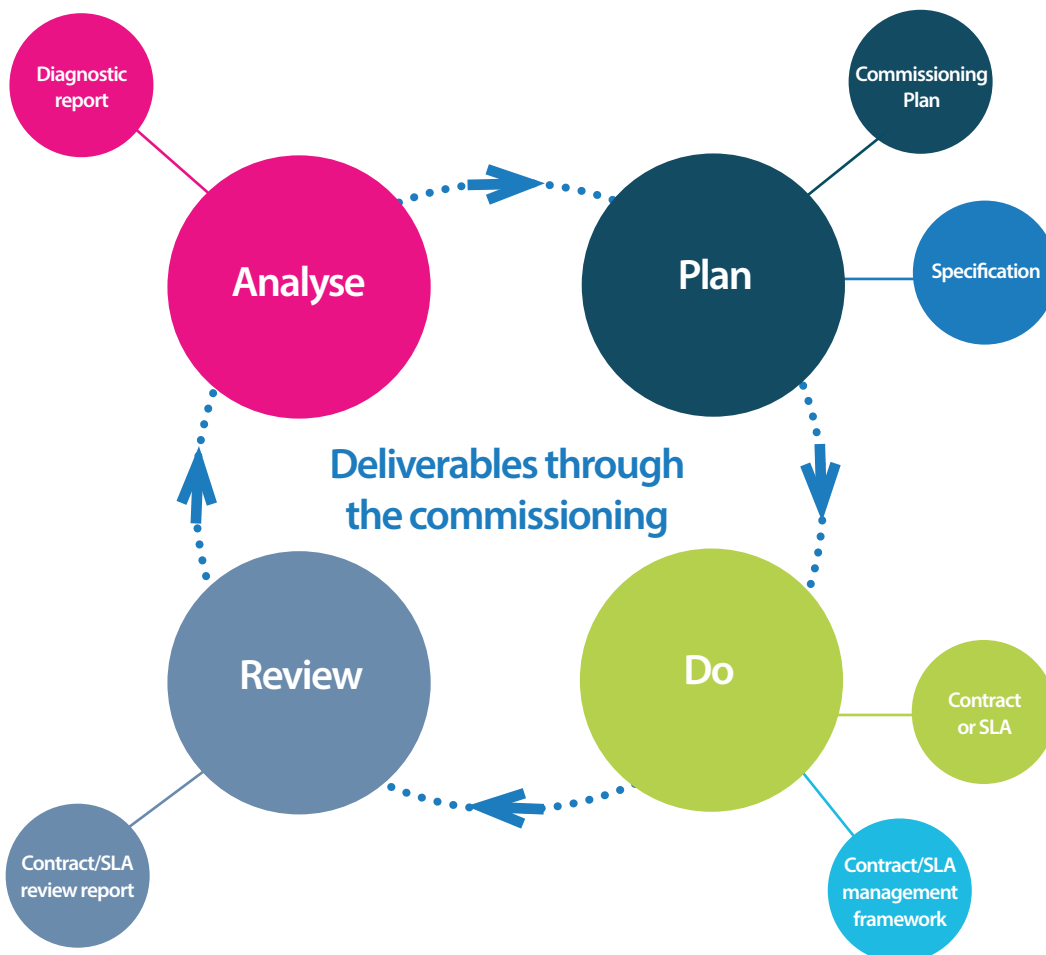 Diagnostic
report
Commissioning
Plan
Analyse
Plan
Specification
Deliverables through
the commissioning
Review
Do
Contract
or SLA
Contract/SLA
review report
Contract/SLA
management
framework